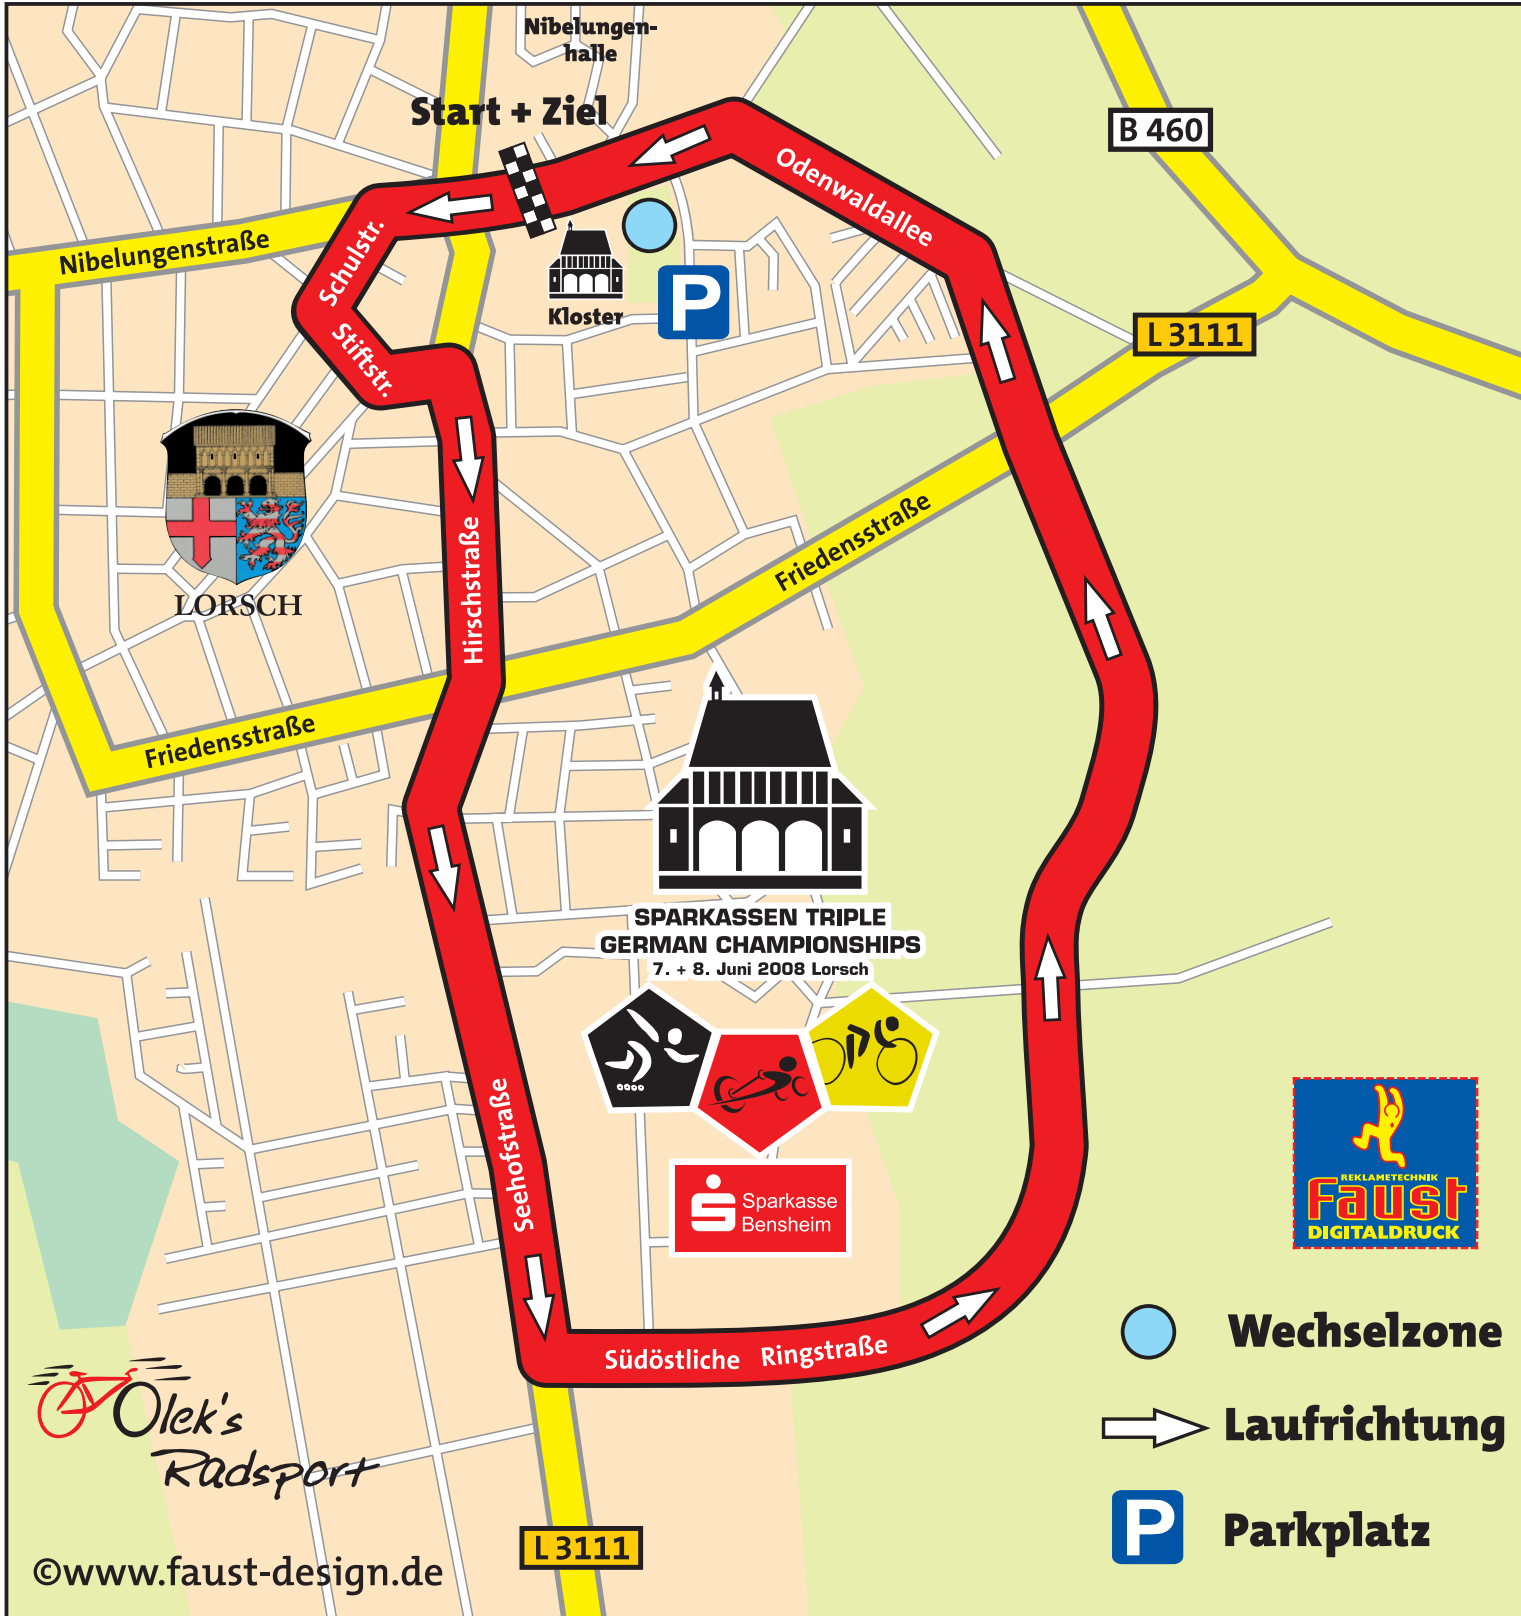 Nibelungen-
halle
Start + Ziel
B 460
Odenwaldallee
Nibelungenstraße
Schulstr.
Kloster
P
L 3111
Stiftstr.
Hirschstraße
Friedensstraße
LORSCH
Friedensstraße
SPARKASSEN TRIPLE
GERMAN CHAMPIONSHIPS
7. + 8. Juni 2008 Lorsch
Seehofstraße
Sparkasse
Bensheim
REKLAMETECHNIK
Faust
DIGITALDRUCK
Südöstliche Ringstraße
Wechselzone
Olek's
Radsport
Laufrichtung
P
Parkplatz
L 3111
©www.faust-design.de